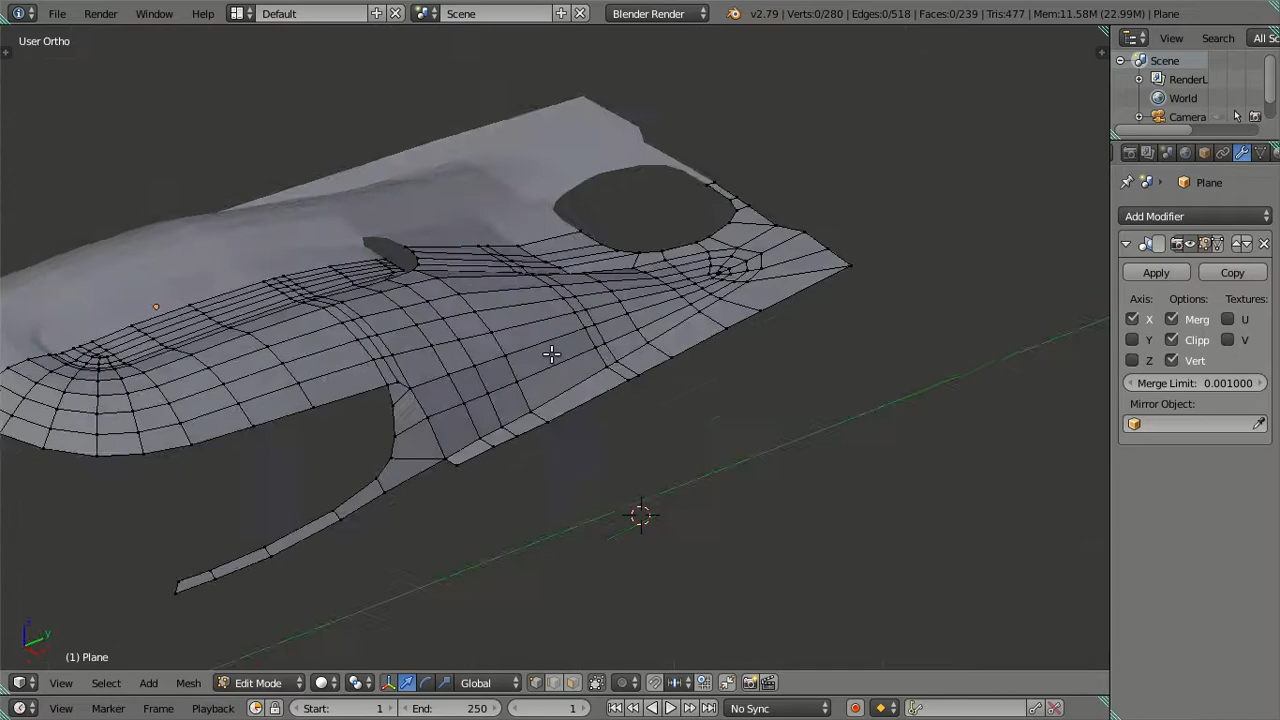 File Render Window Help Default Scene Blender Render v2.79 | Verts:0/280 | Edges:0/518 | Faces:0/239 | Tris:477 | Mem:11.58M (22.99M) | Plane
User Ortho
View Search All Sc
Scene
RenderL
World
Camera
Plane
Add Modifier
Apply Copy
Axis: Options: Textures:
X Merg U
Y Clipp V
Z Vert
Merge Limit: 0.001000
Mirror Object:
z
y
(1) Plane
View Select Add Mesh Edit Mode Global
View Marker Frame Playback Start: 1 End: 250 1 No Sync